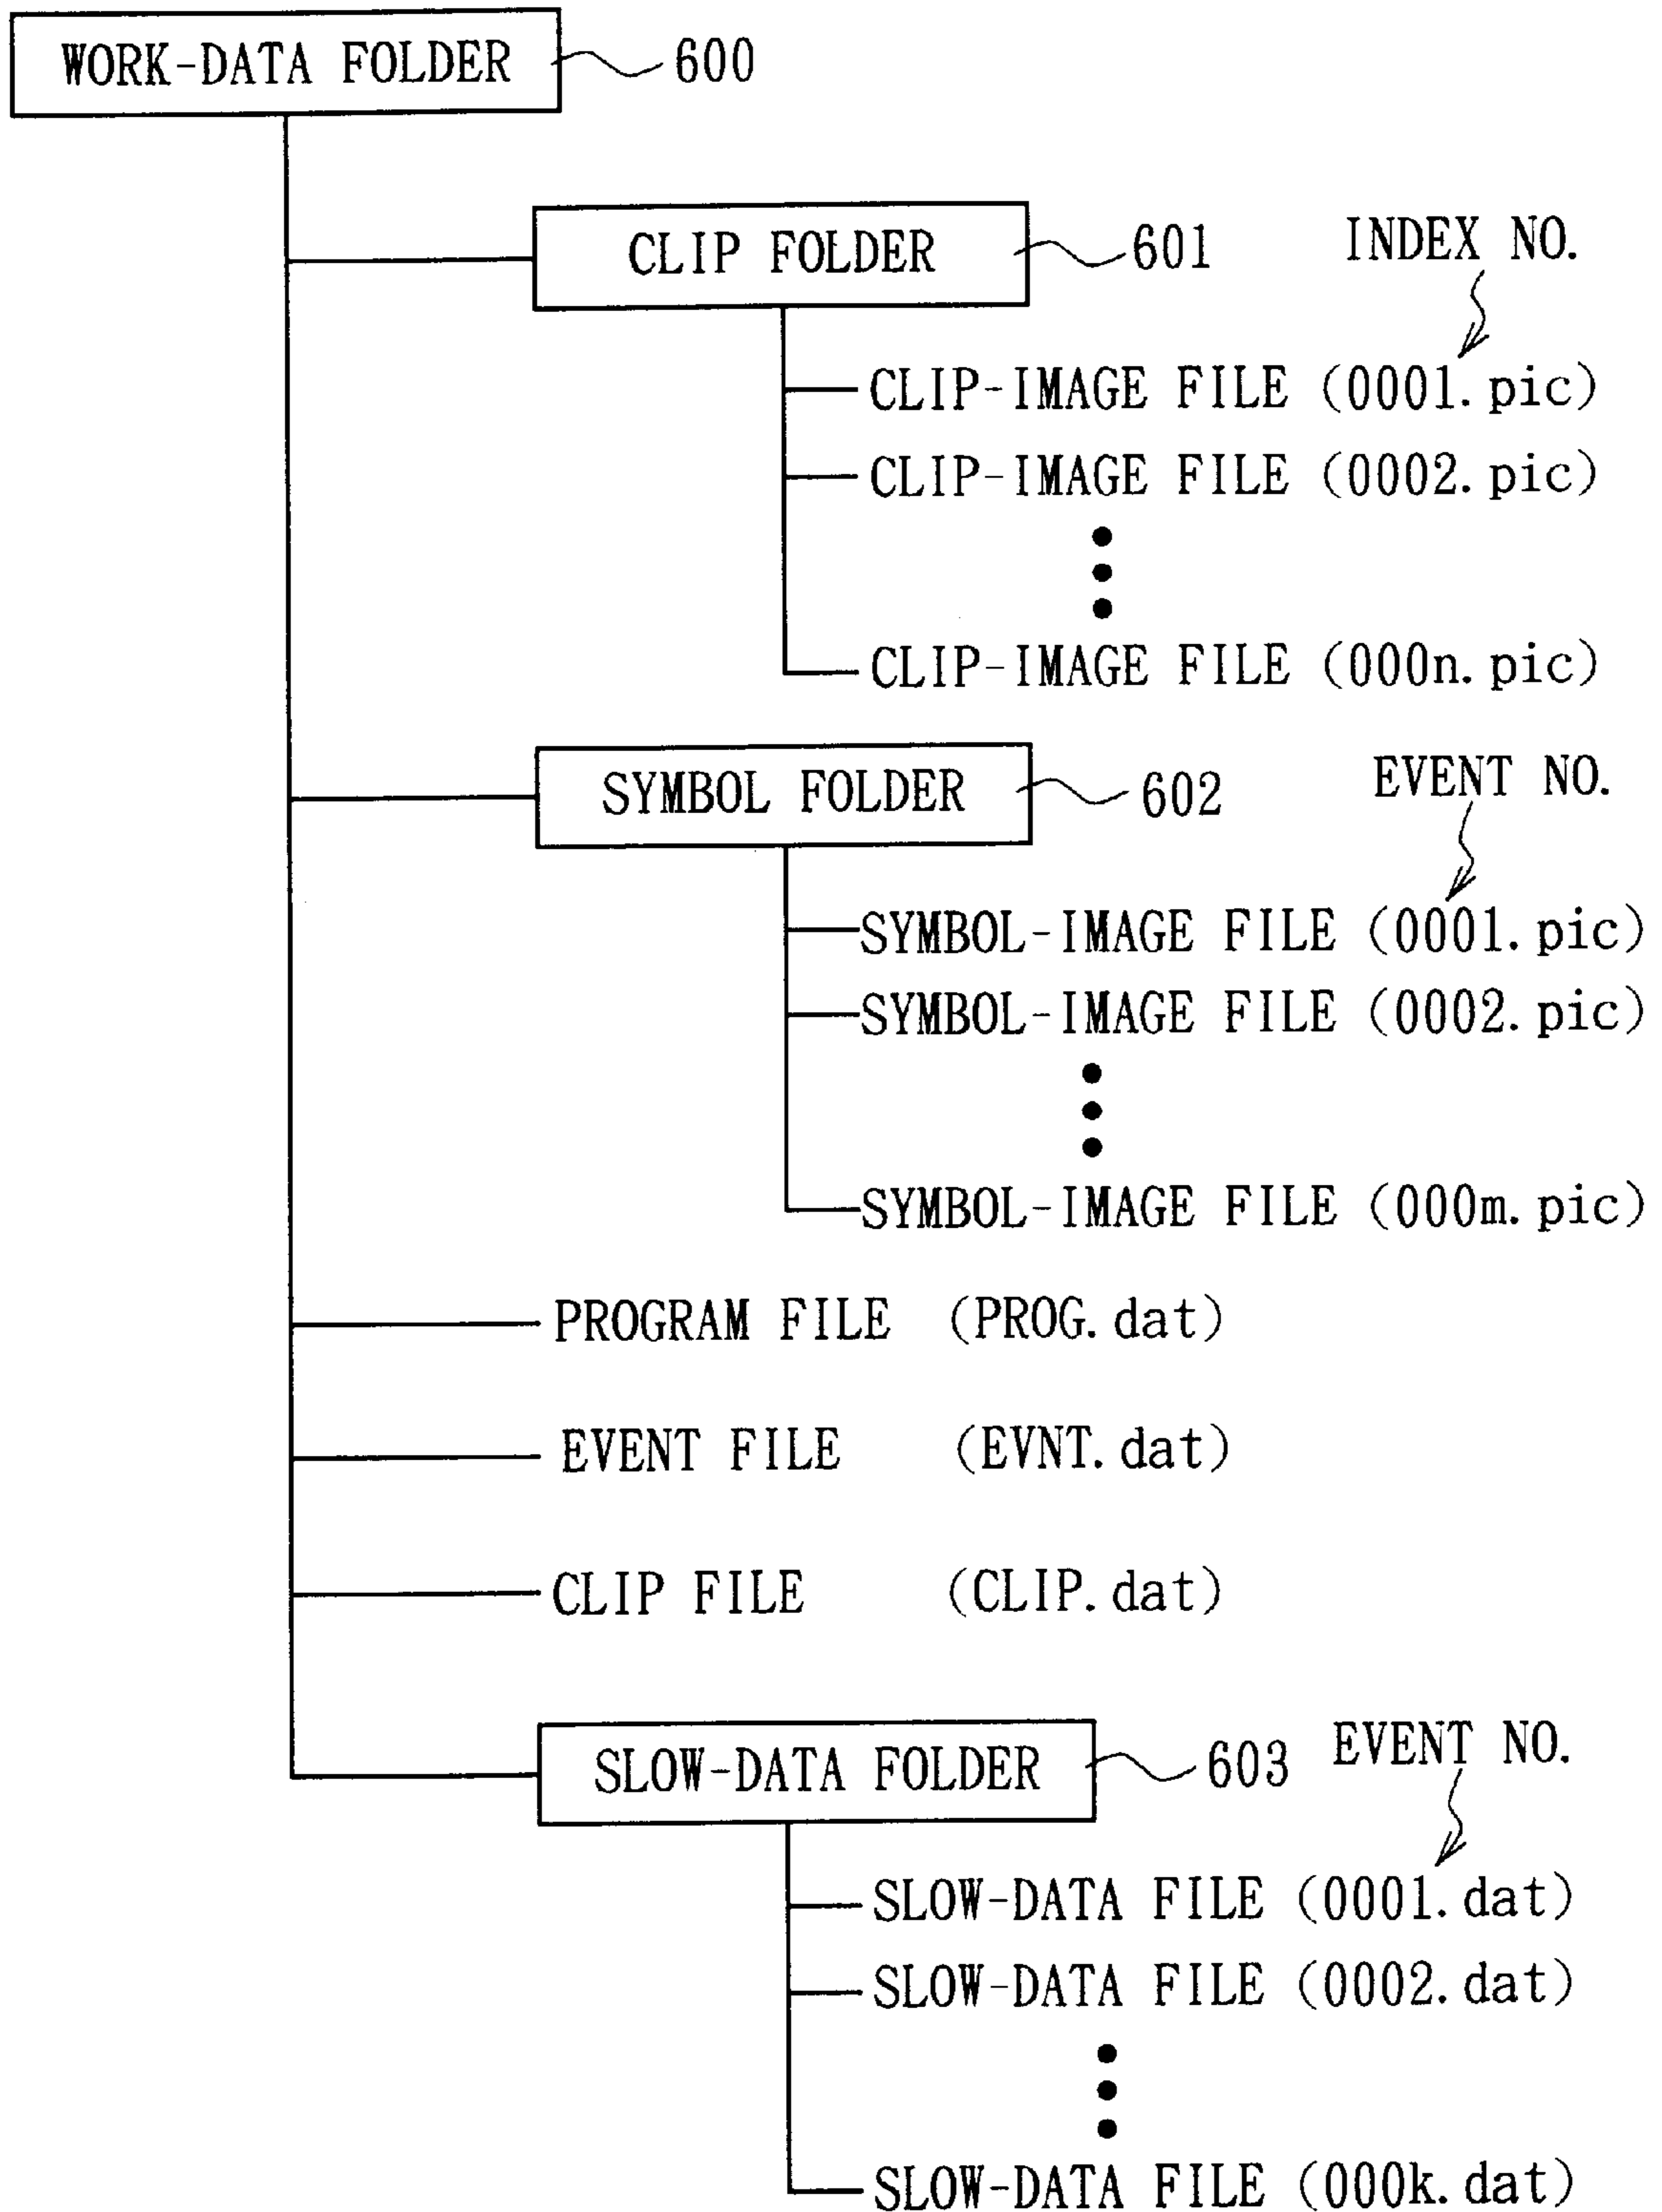 WORK-DATA FOLDER 600
CLIP FOLDER 601 INDEX NO.
CLIP-IMAGE FILE (0001.pic)
CLIP-IMAGE FILE (0002.pic)
CLIP-IMAGE FILE (000n.pic)
SYMBOL FOLDER 602 EVENT NO.
SYMBOL-IMAGE FILE (0001.pic)
SYMBOL-IMAGE FILE (0002.pic)
SYMBOL-IMAGE FILE (000m.pic)
PROGRAM FILE (PROG.dat)
EVENT FILE (EVNT.dat)
CLIP FILE (CLIP.dat)
SLOW-DATA FOLDER 603 EVENT NO.
SLOW-DATA FILE (0001.dat)
SLOW-DATA FILE (0002.dat)
SLOW-DATA FILE (000k.dat)